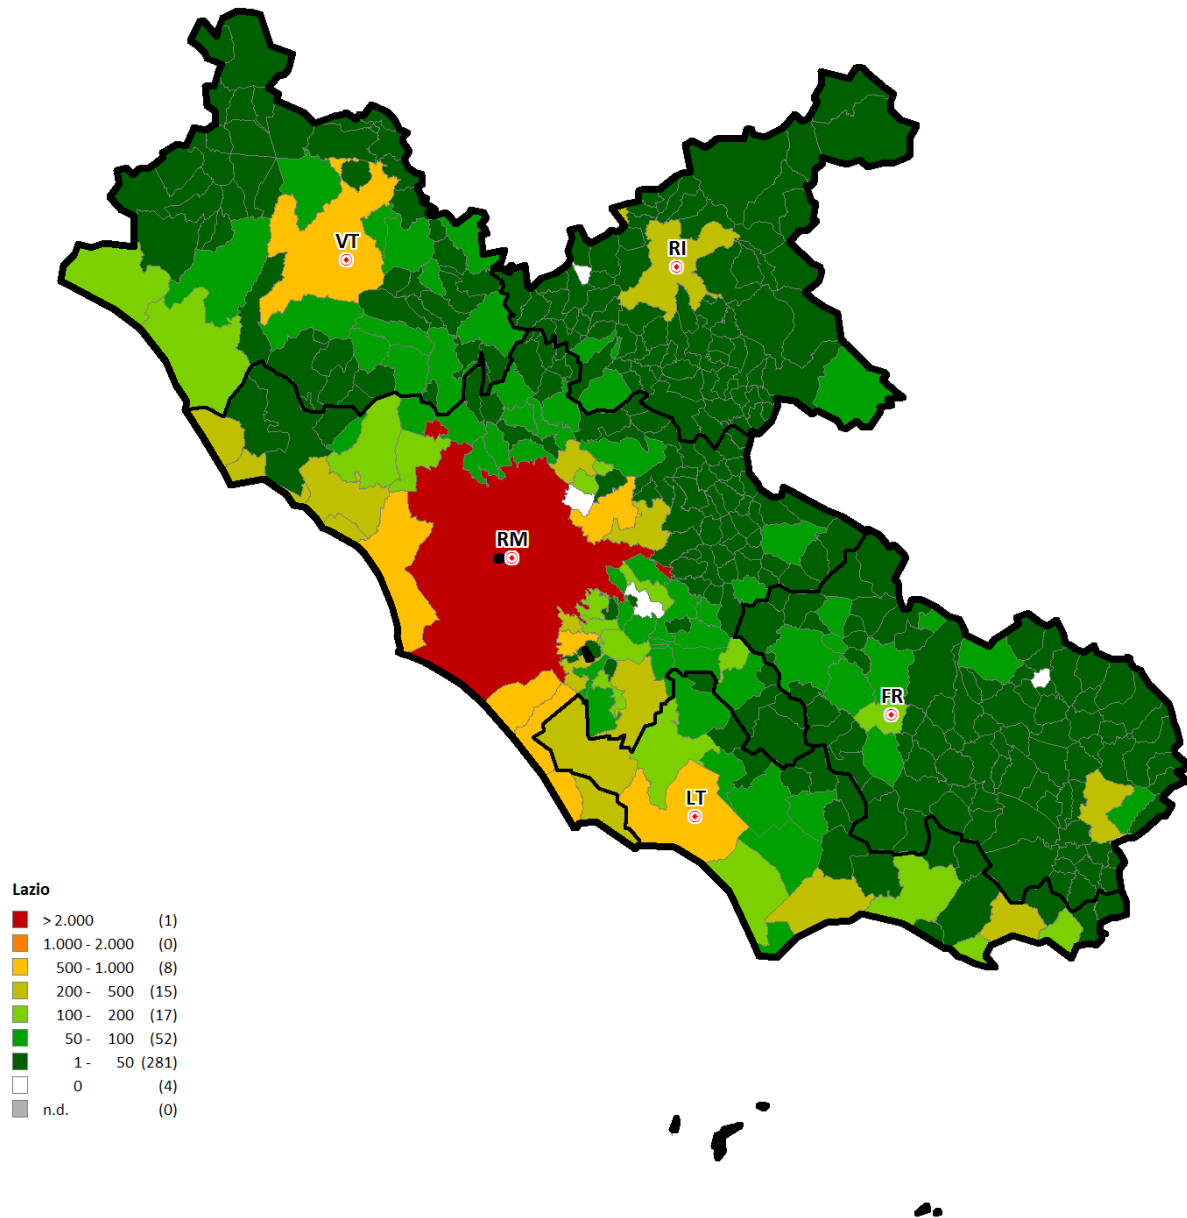 VT
RI
RM
FR
LT
Lazio
> 2.000 (1)
1.000 - 2.000 (0)
500 - 1.000 (8)
200 - 500 (15)
100 - 200 (17)
50 - 100 (52)
1 - 50 (281)
0 (4)
n.d. (0)